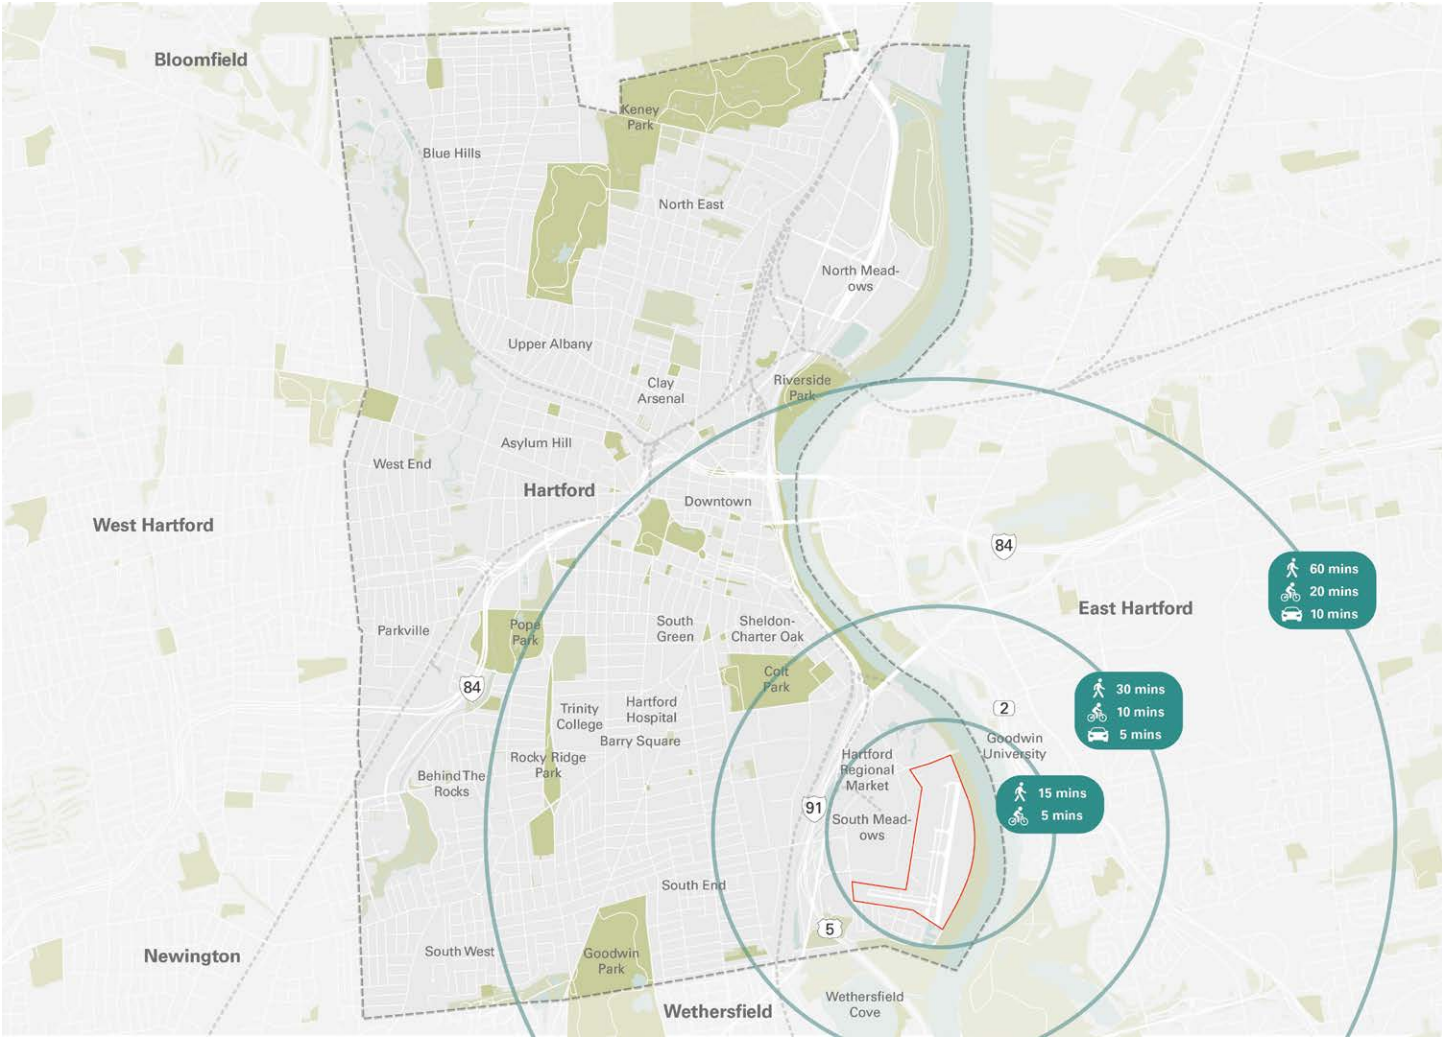 Bloomfield
Keney
Park
Blue Hills
North East
North Mead-
ows
Upper Albany
Clay
Arsenal
Riverside
Park
Asylum Hill
West End
Hartford
Downtown
West Hartford
84
60 mins
20 mins
10 mins
East Hartford
Parkville
Pope
Park
South
Green
Sheldon-
Charter Oak
Colt
Park
84
30 mins
10 mins
5 mins
2
Trinity
College
Hartford
Hospital
Barry Square
Goodwin
University
Rocky Ridge
Park
Behind The
Rocks
Hartford
Regional
Market
91
South Mead-
ows
15 mins
5 mins
South End
5
South West
Goodwin
Park
Newington
Wethersfield
Wethersfield
Cove